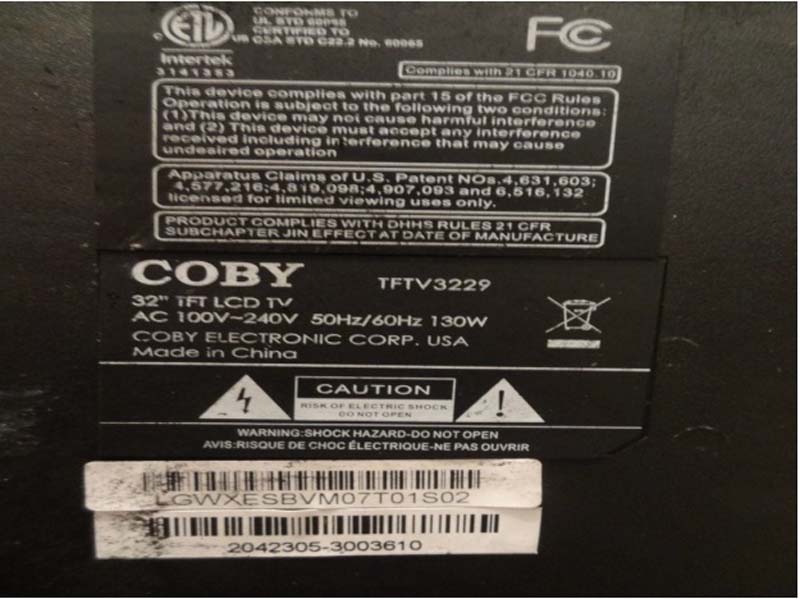 ETL
CONFORMS TO
UL STD 60065
CERTIFIED TO
C US CSA STD C22.2 No. 60065
Intertek
3141353
FC
Complies with 21 CFR 1040.10
This device complies with part 15 of the FCC Rules
Operation is subject to the following two conditions:
(1)This device may not cause harmful interference
and (2) This device must accept any interference
received including interference that may cause
undesired operation
Apparatus Claims of U.S. Patent NOs.4,631,603;
4,577,216;4,819,098;4,907,093 and 6,516,132
licensed for limited viewing uses only.
PRODUCT COMPLIES WITH DHHS RULES 21 CFR
SUBCHAPTER JIN EFFECT AT DATE OF MANUFACTURE
COBY TFTV3229
32" TFT LCD TV
AC 100V~240V 50Hz/60Hz 130W
COBY ELECTRONIC CORP. USA
Made in China
CAUTION
RISK OF ELECTRIC SHOCK
DO NOT OPEN
WARNING:SHOCK HAZARD-DO NOT OPEN
AVIS:RISQUE DE CHOC ÉLECTRIQUE-NE PAS OUVRIR
LGWXESBVM07T01S02
2042305-3003610